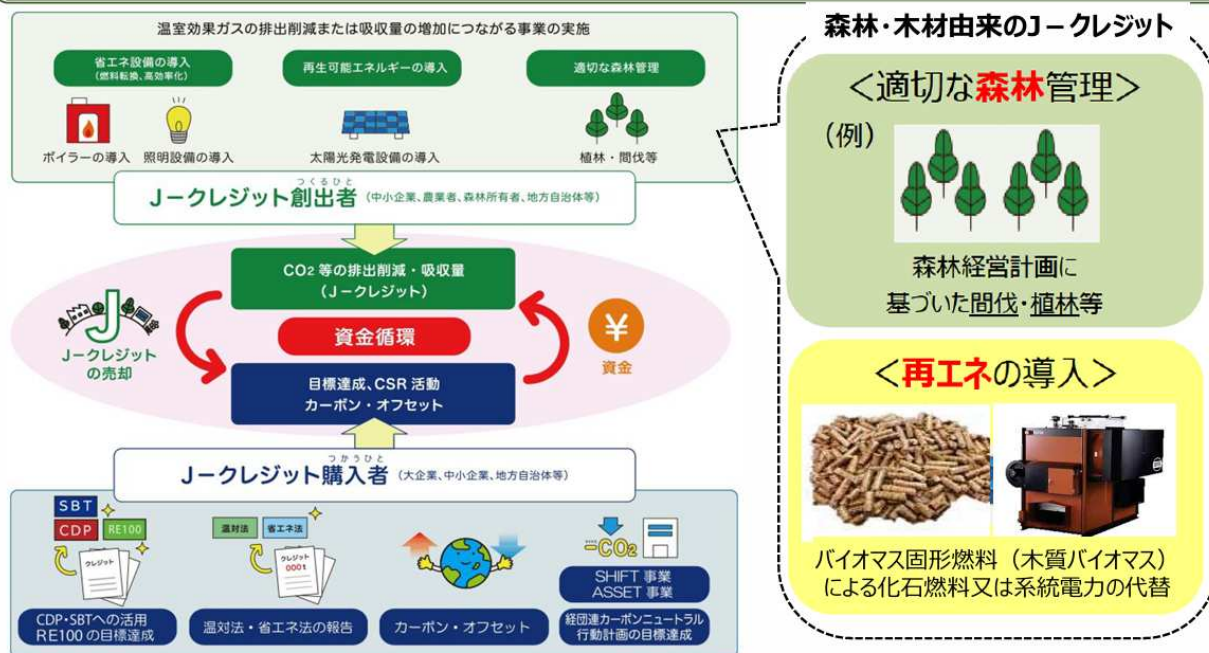 温室効果ガスの排出削減または吸収量の増加につながる事業の実施
省エネ設備の導入
(燃料転換、高効率化)
再生可能エネルギーの導入
適切な森林管理
ボイラーの導入
照明設備の導入
太陽光発電設備の導入
植林・間伐等
つくるひと
J－クレジット創出者(中小企業、農業者、森林所有者、地方自治体等)
CO2 等の排出削減・吸収量
(J－クレジット)
J
J－クレジット
の売却
資金循環
¥
資金
目標達成、CSR 活動
カーボン・オフセット
つかうひと
J－クレジット購入者(大企業、中小企業、地方自治体等)
SBT
CDP RE100
クレジット
CDP・SBTへの活用
RE100 の目標達成
温対法 省エネ法
クレジット
000t
温対法・省エネ法の報告
カーボン・オフセット
-CO2
SHIFT 事業
ASSET 事業
経団連カーボンニュートラル
行動計画の目標達成
森林・木材由来のJ－クレジット
＜適切な森林管理＞
(例)
森林経営計画に
基づいた間伐・植林等
＜再エネの導入＞
バイオマス固形燃料（木質バイオマス）
による化石燃料又は系統電力の代替